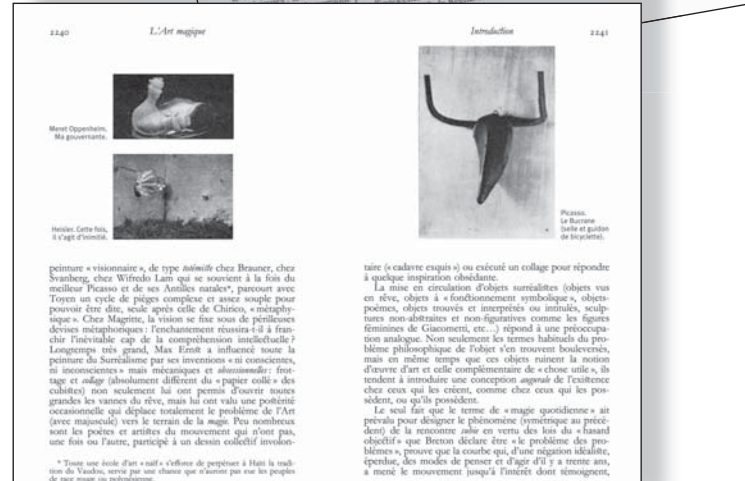 2240
L'Art magique
Meret Oppenheim.
Ma gouvernante.
Heisler. Cette fois,
il s'agit d'inimitié.
peinture « visionnaire », de type totémiste chez Brauner, chez
Svanberg, chez Wifredo Lam qui se souvient à la fois du
meilleur Picasso et de ses Antilles natales*, parcourt avec
Toyen un cycle de pièges complexe et assez souple pour
pouvoir être dite, seule après celle de Chirico, « métaphy-
sique ». Chez Magritte, la vision se fixe sous de périlleuses
devises métaphoriques : l'enchantement réussira-t-il à fran-
chir l'inévitable cap de la compréhension intellectuelle ?
Longtemps très grand, Max Ernst a influencé toute la
peinture du Surréalisme par ses inventions « ni conscientes,
ni inconscientes » mais mécaniques et obsessionnelles : frot-
tage et collage (absolument différent du « papier collé » des
cubistes) non seulement lui ont permis d'ouvrir toutes
grandes les vannes du rêve, mais lui ont valu une postérité
occasionnelle qui déplace totalement le problème de l'Art
(avec majuscule) vers le terrain de la magie. Peu nombreux
sont les poètes et artistes du mouvement qui n'ont pas,
une fois ou l'autre, participé à un dessin collectif involon-
* Toute une école d'art « naïf » s'efforce de perpétuer à Haïti la tradi-
tion du Vaudou, servie par une chance que n'auront pas eue les peuples
de race rouge ou polynésienne.
Introduction
2241
Picasso.
Le Bucrane
(selle et guidon
de bicyclette).
taire (« cadavre exquis ») ou exécuté un collage pour répondre
à quelque inspiration obsédante.
La mise en circulation d'objets surréalistes (objets vus
en rêve, objets à « fonctionnement symbolique », objets-
poèmes, objets trouvés et interprétés ou intitulés, sculp-
tures non-abstraites et non-figuratives comme les figures
féminines de Giacometti, etc...) répond à une préoccupa-
tion analogue. Non seulement les termes habituels du pro-
blème philosophique de l'objet s'en trouvent bouleversés,
mais en même temps que ces objets ruinent la notion
d'œuvre d'art et celle complémentaire de « chose utile », ils
tendent à introduire une conception augurale de l'existence
chez ceux qui les créent, comme chez ceux qui les pos-
sèdent, ou qu'ils possèdent.
Le seul fait que le terme de « magie quotidienne » ait
prévalu pour désigner le phénomène (symétrique au précé-
dent) de la rencontre subie en vertu des lois du « hasard
objectif » que Breton déclare être « le problème des pro-
blèmes », prouve que la courbe qui, d'une négation idéaliste,
éperdue, des modes de penser et d'agir d'il y a trente ans,
a mené le mouvement jusqu'à l'intérêt dont témoignent,